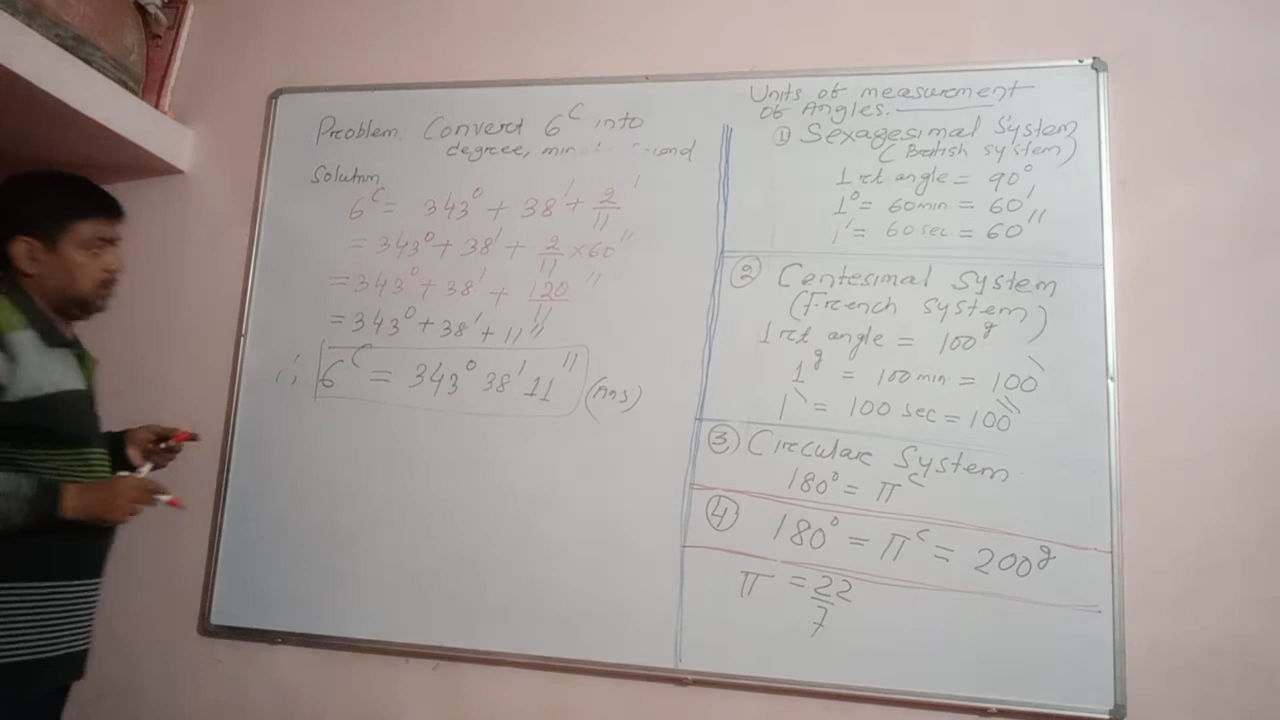 Problem. Convert 6^c into
degree, min
Solution
6^c = 343° + 38' + 2/11 '
= 343° + 38' + 2/11 ×60"
= 343° + 38' + 120/11 "
= 343° + 38' + 11"
∴ 6^c = 343° 38' 11" (Ans)
Units of measurement
of Angles.
① Sexagesimal System
(British system)
1 rt angle = 90°
1° = 60 min = 60'
1' = 60 sec = 60"
② Centesimal System
(French system)
1 rt angle = 100^g
1^g = 100 min = 100‵
1‵ = 100 sec = 100‶
③ Circular System
180° = π^c
④ 180° = π^c = 200^g
π = 22/7